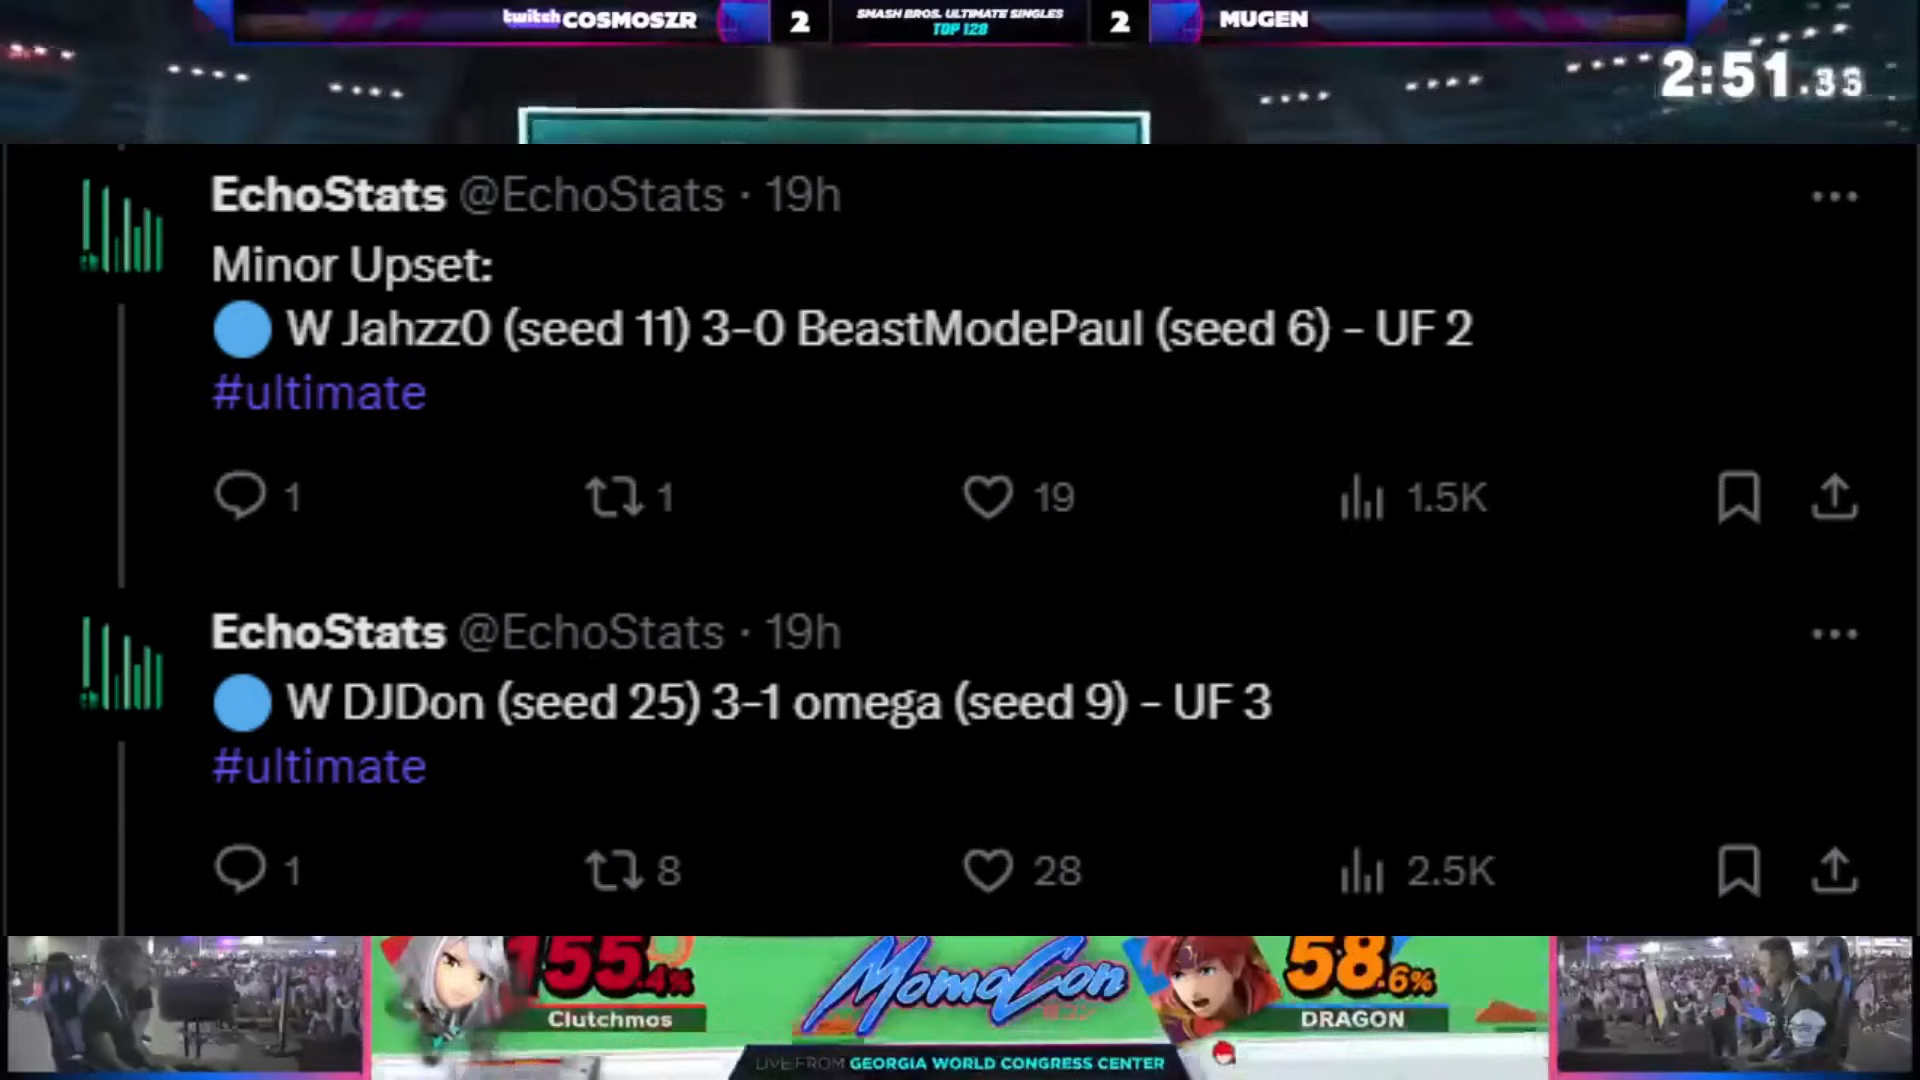 twitch COSMOSZR 2 SMASH BROS. ULTIMATE SINGLES 2 MUGEN
TOP 128
2:51.33
EchoStats @EchoStats · 19h
Minor Upset:
W Jahzz0 (seed 11) 3-0 BeastModePaul (seed 6) - UF 2
#ultimate
1 1 19 1.5K
EchoStats @EchoStats · 19h
W DJDon (seed 25) 3-1 omega (seed 9) - UF 3
#ultimate
1 8 28 2.5K
155.4% MomoCon 58.6%
Clutchmos DRAGON
LIVE FROM GEORGIA WORLD CONGRESS CENTER